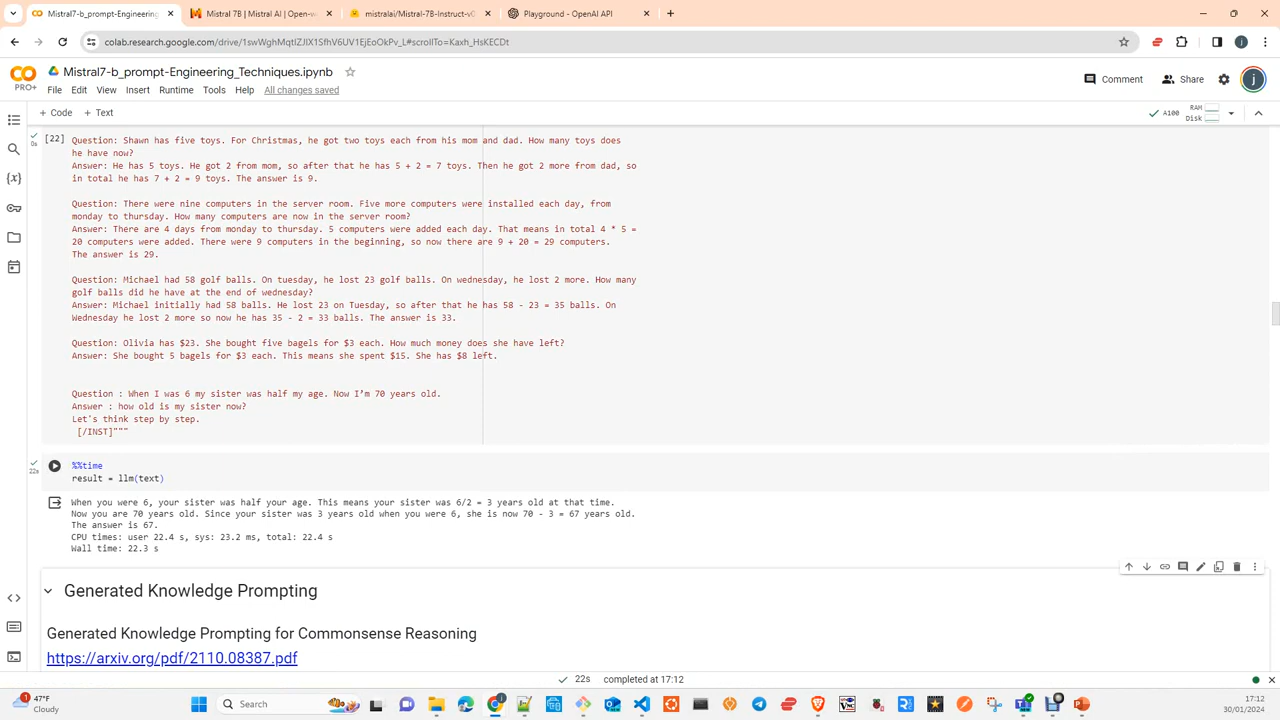 Mistral7-b_prompt-Engineering
Mistral 7B | Mistral AI | Open-w
mistralai/Mistral-7B-Instruct-v0
Playground - OpenAI API
colab.research.google.com/drive/1swWghMqtlZJlX1SfhV6UV1EjEoOkPv_L#scrollTo=Kaxh_HsKECDt
Mistral7-b_prompt-Engineering_Techniques.ipynb
PRO+
File Edit View Insert Runtime Tools Help All changes saved
Comment Share j
+ Code + Text
A100 RAM Disk
[22] Question: Shawn has five toys. For Christmas, he got two toys each from his mom and dad. How many toys does
0s
he have now?
Answer: He has 5 toys. He got 2 from mom, so after that he has 5 + 2 = 7 toys. Then he got 2 more from dad, so
in total he has 7 + 2 = 9 toys. The answer is 9.
Question: There were nine computers in the server room. Five more computers were installed each day, from
monday to thursday. How many computers are now in the server room?
Answer: There are 4 days from monday to thursday. 5 computers were added each day. That means in total 4 * 5 =
20 computers were added. There were 9 computers in the beginning, so now there are 9 + 20 = 29 computers.
The answer is 29.
Question: Michael had 58 golf balls. On tuesday, he lost 23 golf balls. On wednesday, he lost 2 more. How many
golf balls did he have at the end of wednesday?
Answer: Michael initially had 58 balls. He lost 23 on Tuesday, so after that he has 58 - 23 = 35 balls. On
Wednesday he lost 2 more so now he has 35 - 2 = 33 balls. The answer is 33.
Question: Olivia has $23. She bought five bagels for $3 each. How much money does she have left?
Answer: She bought 5 bagels for $3 each. This means she spent $15. She has $8 left.
Question : When I was 6 my sister was half my age. Now I'm 70 years old.
Answer : how old is my sister now?
Let's think step by step.
[/INST]"""
%%time
22s
result = llm(text)
When you were 6, your sister was half your age. This means your sister was 6/2 = 3 years old at that time.
Now you are 70 years old. Since your sister was 3 years old when you were 6, she is now 70 - 3 = 67 years old.
The answer is 67.
CPU times: user 22.4 s, sys: 23.2 ms, total: 22.4 s
Wall time: 22.3 s
Generated Knowledge Prompting
Generated Knowledge Prompting for Commonsense Reasoning
https://arxiv.org/pdf/2110.08387.pdf
22s completed at 17:12
47°F
Cloudy
Search
17:12
30/01/2024